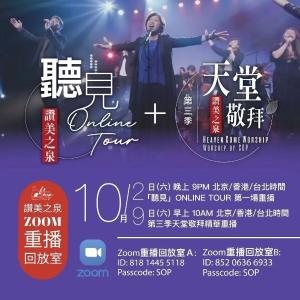 聽見
Online
Tour
讚美之泉
+
第三季
天堂
敬拜
讚美之泉
HEAVEN COME WORSHIP
WORSHIP BY SOP
讚美之泉
ZOOM
重播
回放室
10月
2日(六) 晚上 9PM 北京/香港/台北時間
「聽見」ONLINE TOUR 第一場重播
9日(六) 早上 10AM 北京/香港/台北時間
第三季天堂敬拜精華重播
zoom
Zoom重播回放室A:
ID: 818 1445 5118
Passcode: SOP
Zoom重播回放室B:
ID: 852 0636 6933
Passcode: SOP